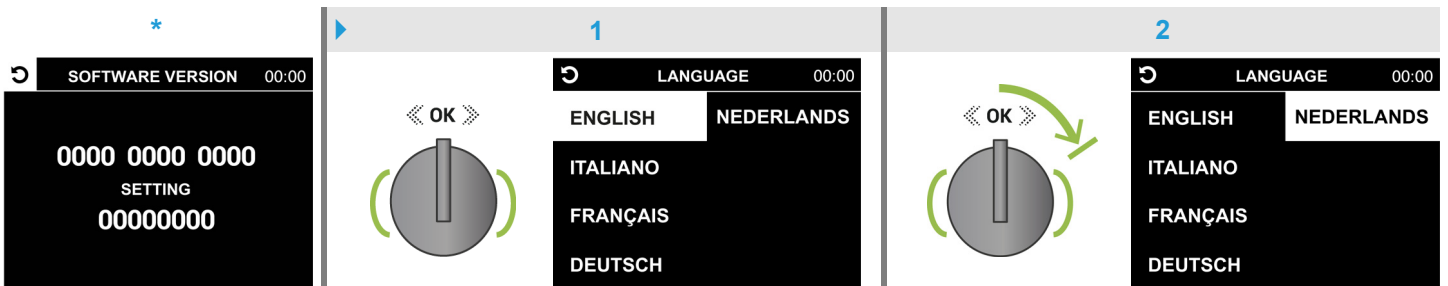 *
SOFTWARE VERSION 00:00
0000 0000 0000
SETTING
00000000
1
OK
LANGUAGE 00:00
ENGLISH NEDERLANDS
ITALIANO
FRANÇAIS
DEUTSCH
2
OK
LANGUAGE 00:00
ENGLISH NEDERLANDS
ITALIANO
FRANÇAIS
DEUTSCH